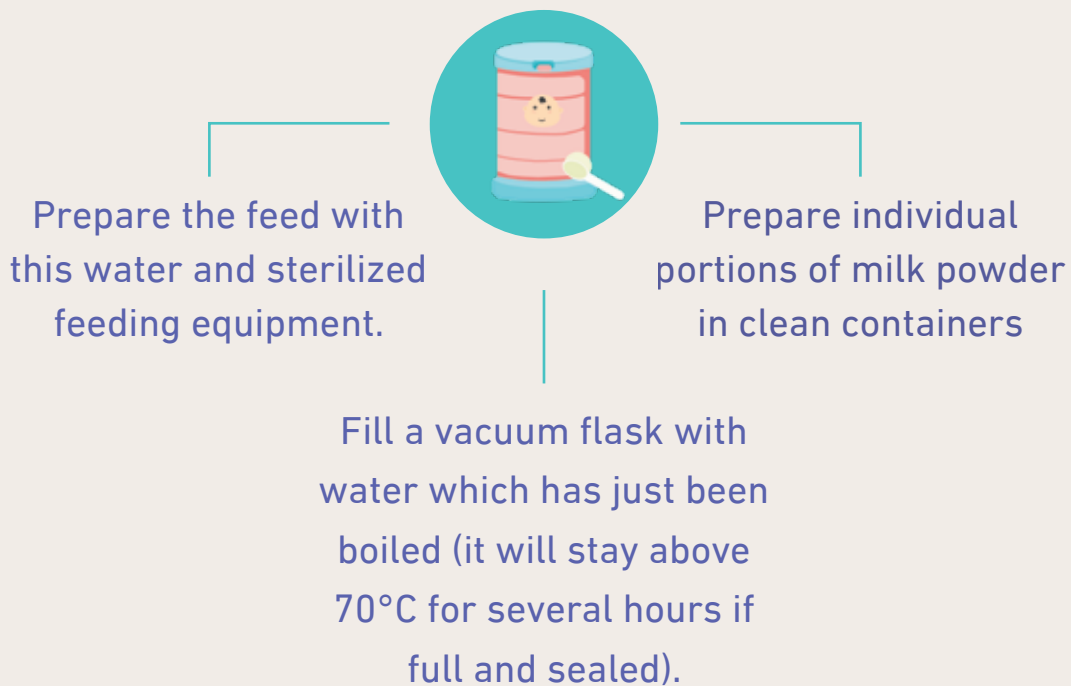 Prepare the feed with
this water and sterilized
feeding equipment.
Prepare individual
portions of milk powder
in clean containers
Fill a vacuum flask with
water which has just been
boiled (it will stay above
70°C for several hours if
full and sealed).